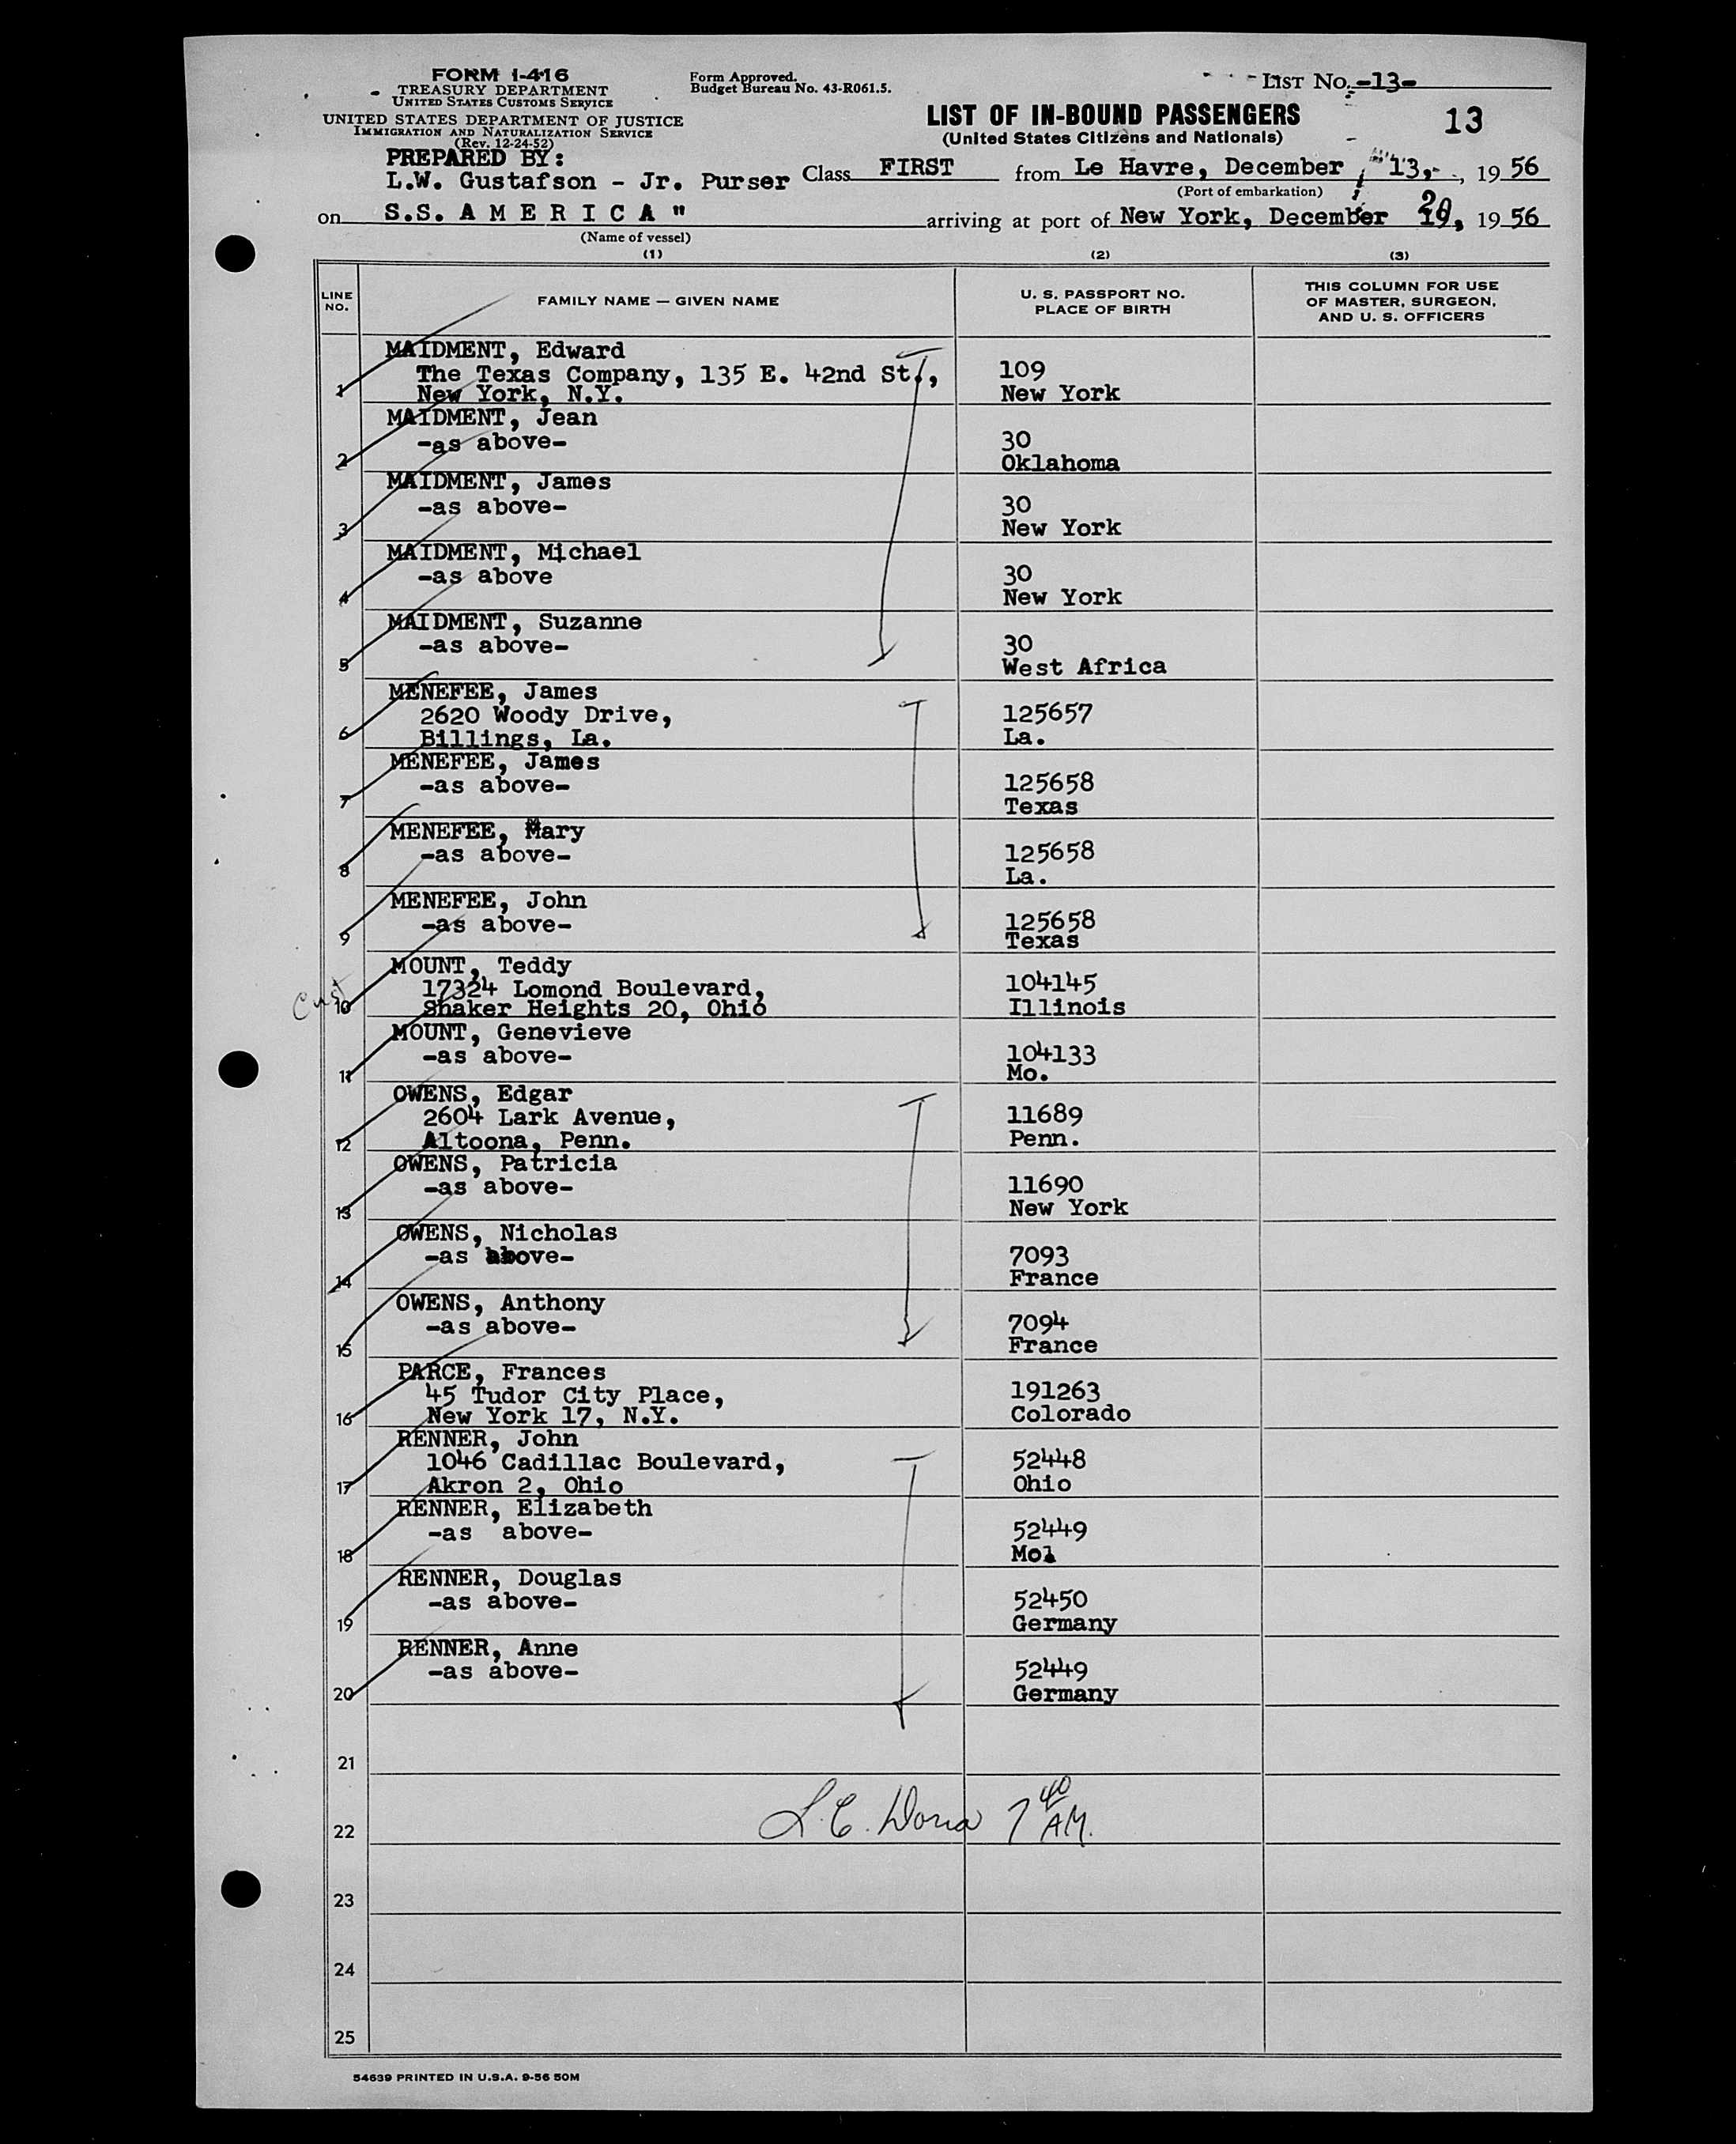 FORM I-416
TREASURY DEPARTMENT
UNITED STATES CUSTOMS SERVICE
UNITED STATES DEPARTMENT OF JUSTICE
IMMIGRATION AND NATURALIZATION SERVICE
(Rev. 12-24-52)
Form Approved.
Budget Bureau No. 43-R061.5.
LIST No. -13-
LIST OF IN-BOUND PASSENGERS
(United States Citizens and Nationals)
13
PREPARED BY:
L.W. Gustafson - Jr. Purser Class FIRST from Le Havre, December 13, 19 56
(Port of embarkation)
on S.S. A M E R I C A " arriving at port of New York, December 20, 19 56
(Name of vessel)
(1) (2) (3)
LINE NO.
FAMILY NAME — GIVEN NAME
U. S. PASSPORT NO.
PLACE OF BIRTH
THIS COLUMN FOR USE
OF MASTER, SURGEON,
AND U. S. OFFICERS
MAIDMENT, Edward
The Texas Company, 135 E. 42nd St., 109
1 New York, N.Y. New York
MAIDMENT, Jean
-as above- 30
2 Oklahoma
MAIDMENT, James
-as above- 30
3 New York
MAIDMENT, Michael
-as above 30
4 New York
MAIDMENT, Suzanne
-as above- 30
5 West Africa
MENEFEE, James
2620 Woody Drive, 125657
6 Billings, La. La.
MENEFEE, James
-as above- 125658
7 Texas
MENEFEE, Mary
-as above- 125658
8 La.
MENEFEE, John
-as above- 125658
9 Texas
MOUNT, Teddy
17324 Lomond Boulevard, 104145
10 Shaker Heights 20, Ohio Illinois
MOUNT, Genevieve
-as above- 104133
11 Mo.
OWENS, Edgar
2604 Lark Avenue, 11689
12 Altoona, Penn. Penn.
OWENS, Patricia
-as above- 11690
13 New York
OWENS, Nicholas
-as above- 7093
14 France
OWENS, Anthony
-as above- 7094
15 France
PARCE, Frances
45 Tudor City Place, 191263
16 New York 17, N.Y. Colorado
RENNER, John
1046 Cadillac Boulevard, 52448
17 Akron 2, Ohio Ohio
RENNER, Elizabeth
-as above- 52449
18 Mo1
RENNER, Douglas
-as above- 52450
19 Germany
RENNER, Anne
-as above- 52449
20 Germany
21
22 L.C. 7 40 AM.
23
24
25
54639 PRINTED IN U.S.A. 9-56 50M